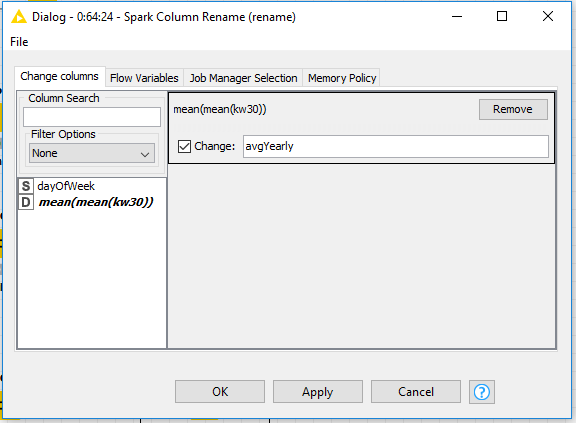 Dialog - 0:64:24 - Spark Column Rename (rename)
File
Change columns Flow Variables Job Manager Selection Memory Policy
Column Search
Filter Options
None
S dayOfWeek
D mean(mean(kw30))
mean(mean(kw30)) Remove
Change: avgYearly
OK Apply Cancel ?